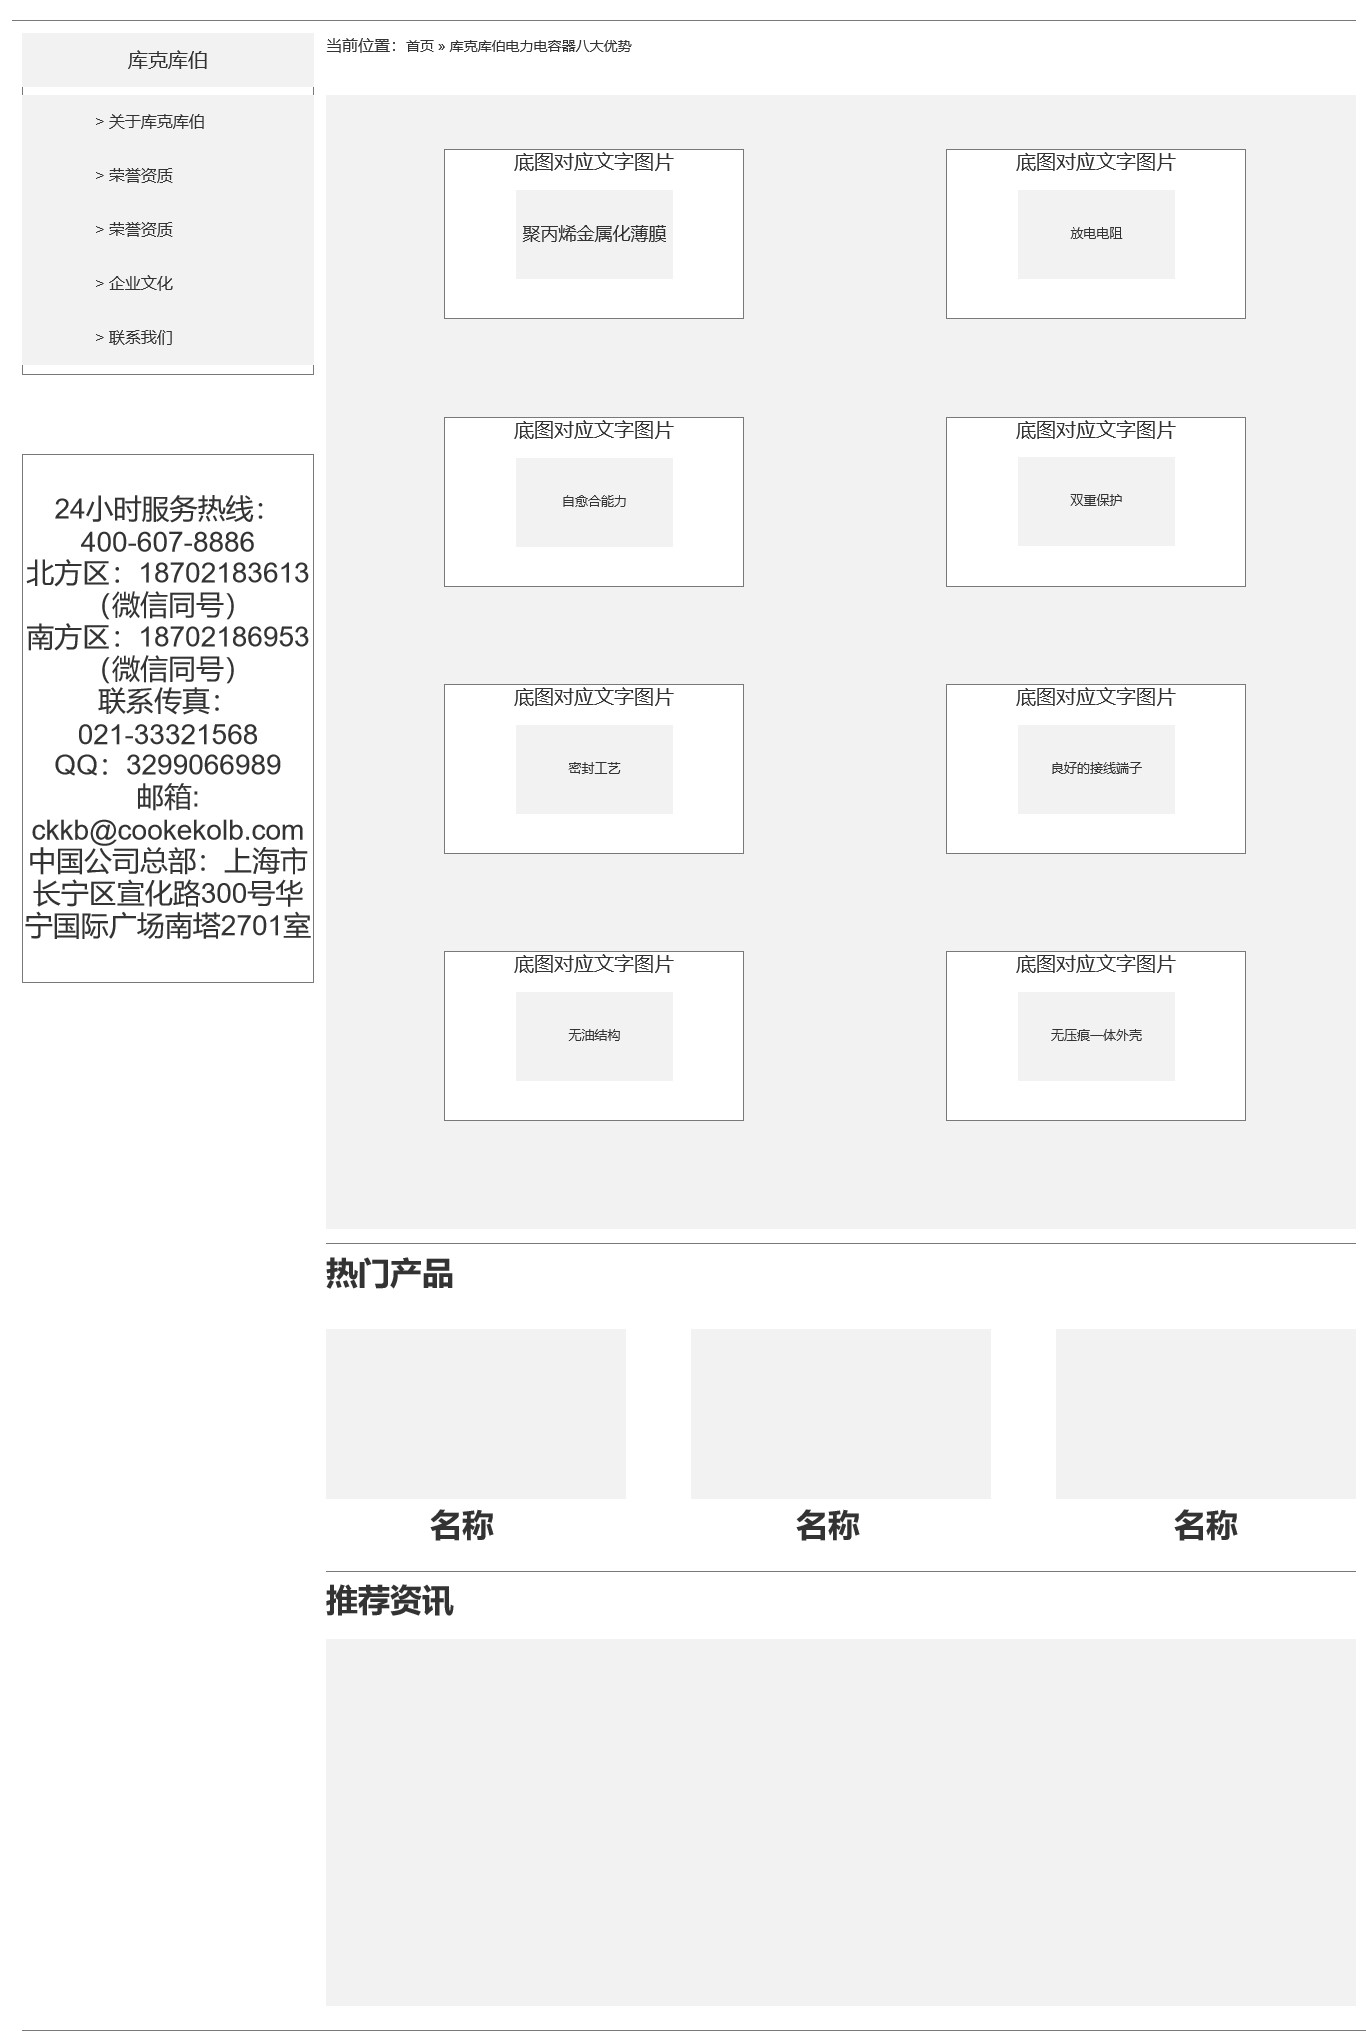 库克库伯
> 关于库克库伯
> 荣誉资质
> 荣誉资质
> 企业文化
> 联系我们
24小时服务热线：
400-607-8886
北方区：18702183613
（微信同号）
南方区：18702186953
（微信同号）
联系传真：
021-33321568
QQ：3299066989
邮箱:
ckkb@cookekolb.com
中国公司总部：上海市
长宁区宣化路300号华
宁国际广场南塔2701室
当前位置：首页 » 库克库伯电力电容器八大优势
底图对应文字图片
聚丙烯金属化薄膜
底图对应文字图片
放电电阻
底图对应文字图片
自愈合能力
底图对应文字图片
双重保护
底图对应文字图片
密封工艺
底图对应文字图片
良好的接线端子
底图对应文字图片
无油结构
底图对应文字图片
无压痕一体外壳
热门产品
名称
名称
名称
推荐资讯